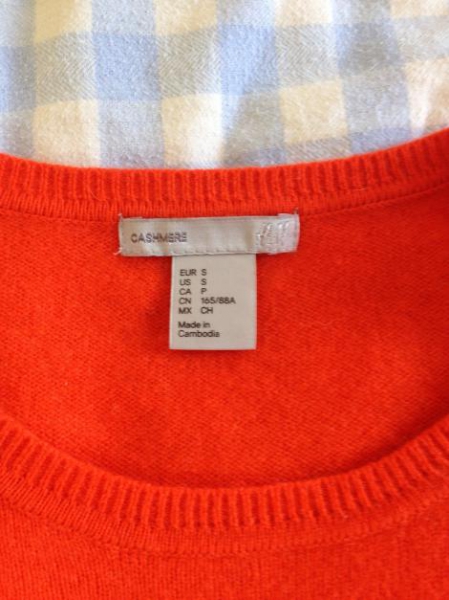 CASHMERE
H&M
EUR S
US S
CA P
CN 165/88A
MX CH
Made in
Cambodia